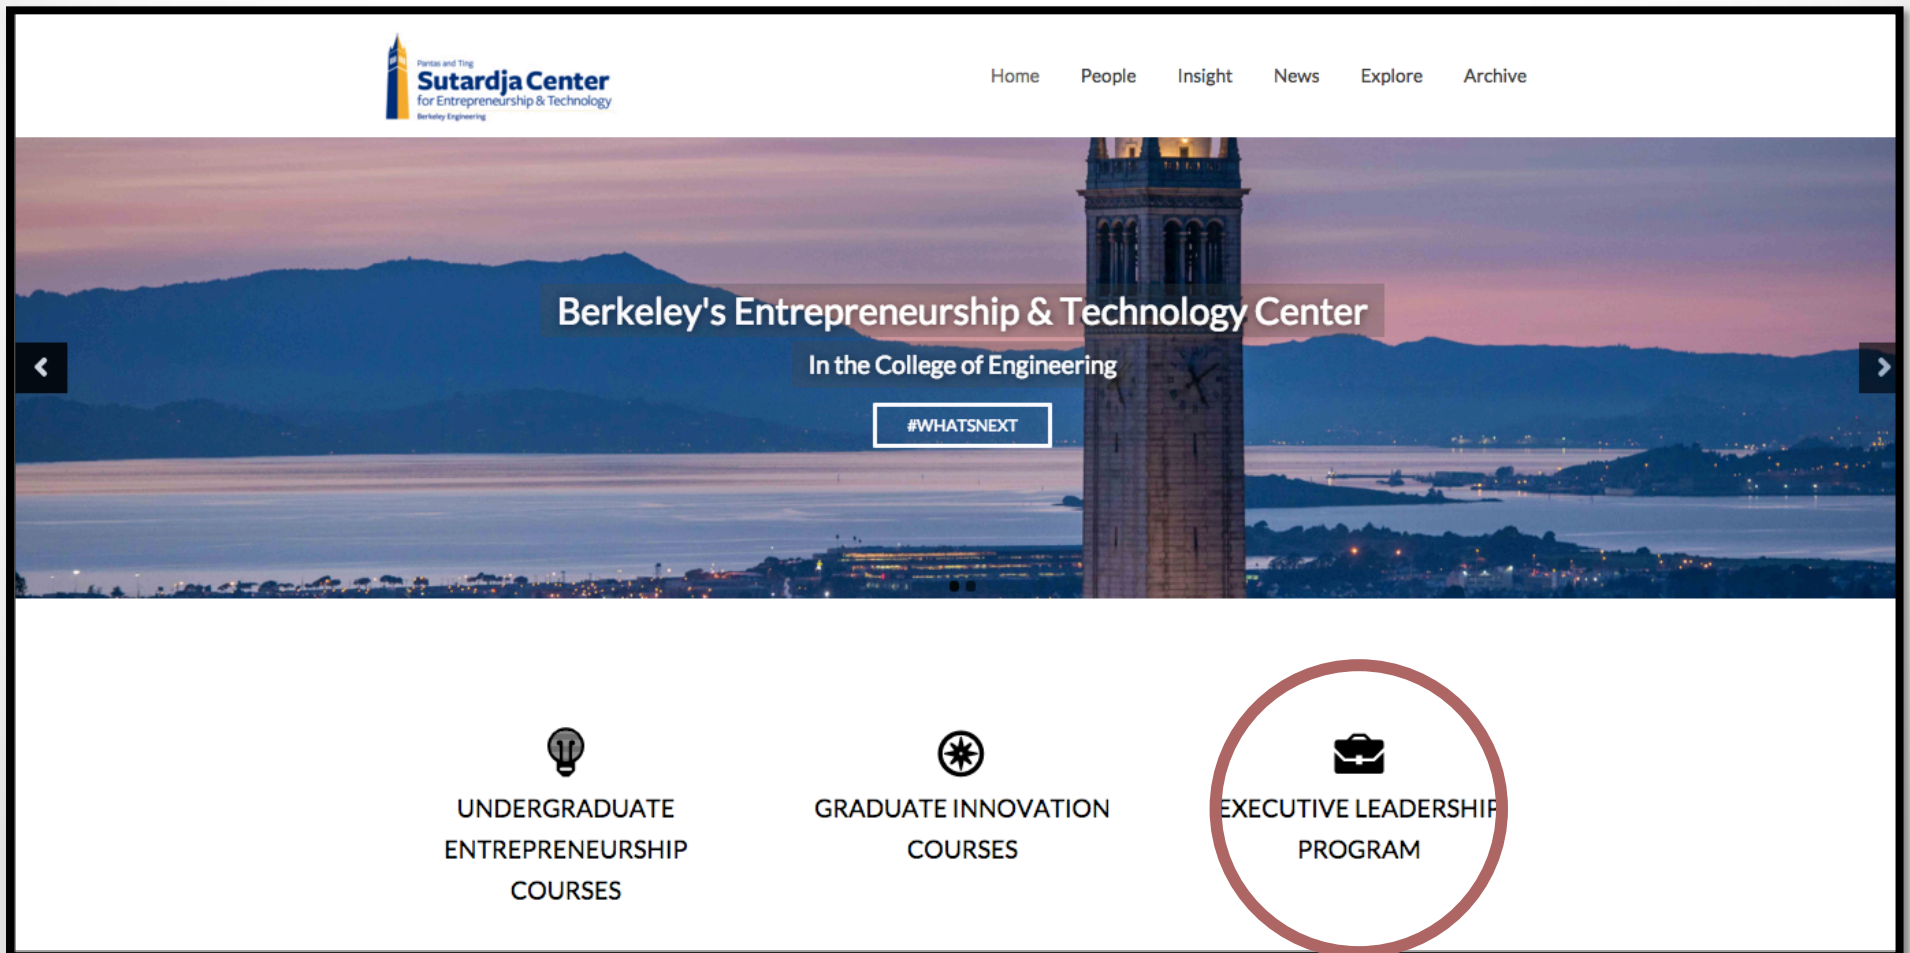 Pantas and Ting
Sutardja Center
for Entrepreneurship & Technology
Berkeley Engineering
Home People Insight News Explore Archive
Berkeley's Entrepreneurship & Technology Center
In the College of Engineering
#WHATSNEXT
UNDERGRADUATE
ENTREPRENEURSHIP
COURSES
GRADUATE INNOVATION
COURSES
EXECUTIVE LEADERSHIP
PROGRAM